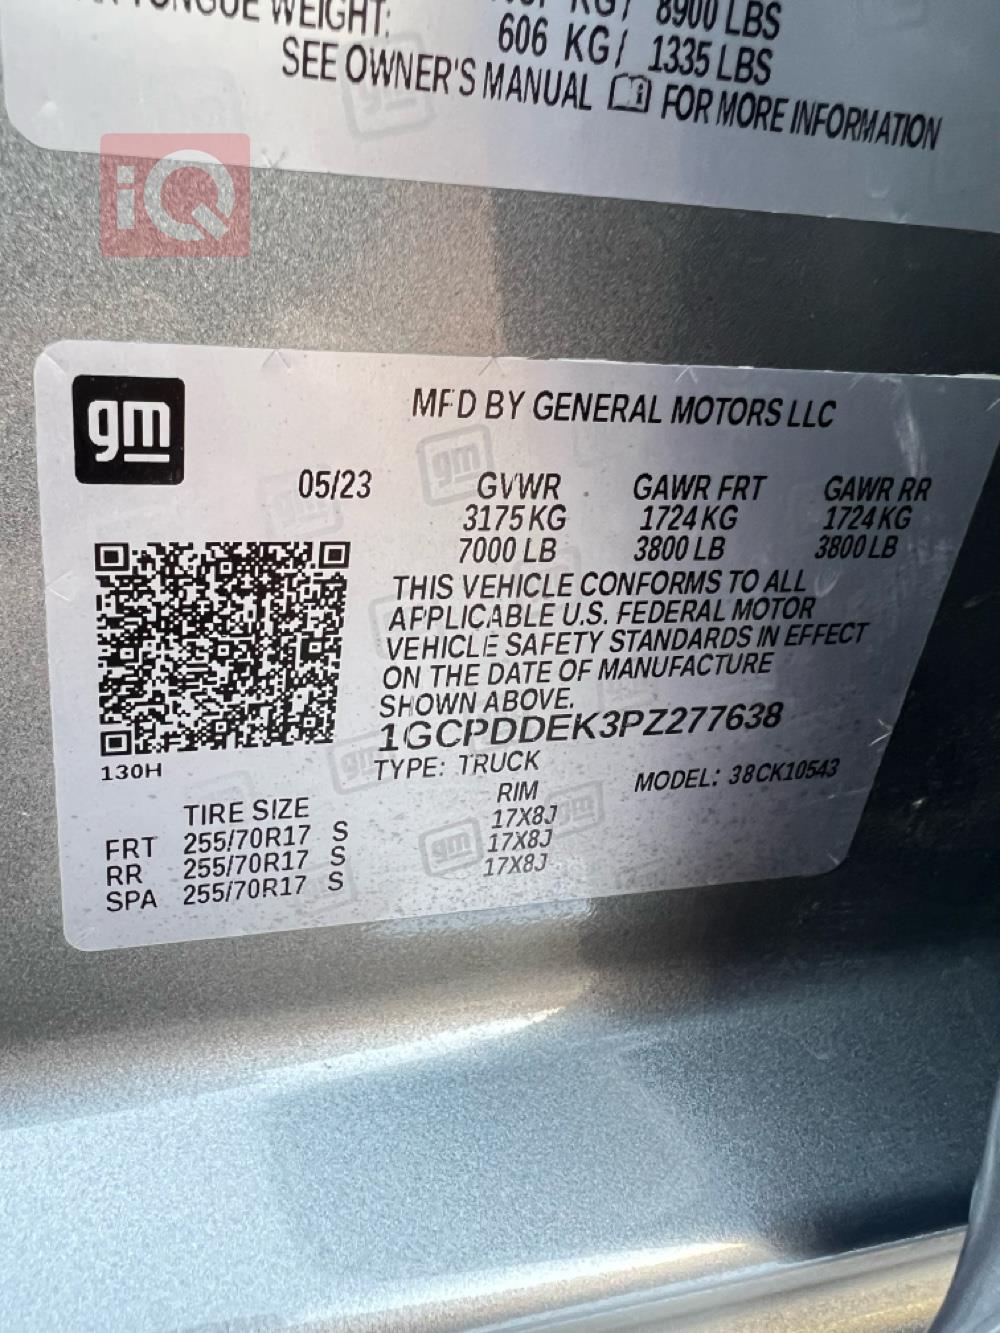 TONGUE WEIGHT:
KG/ 8900 LBS
606 KG/ 1335 LBS
SEE OWNER'S MANUAL FOR MORE INFORMATION
iQ
gm
MFD BY GENERAL MOTORS LLC
05/23 GVWR GAWR FRT GAWR RR
3175 KG 1724 KG 1724 KG
7000 LB 3800 LB 3800 LB
THIS VEHICLE CONFORMS TO ALL
APPLICABLE U.S. FEDERAL MOTOR
VEHICLE SAFETY STANDARDS IN EFFECT
ON THE DATE OF MANUFACTURE
SHOWN ABOVE.
1GCPDDEK3PZ277638
130H
TYPE: TRUCK MODEL: 38CK10543
TIRE SIZE RIM
FRT 255/70R17 S 17X8J
RR 255/70R17 S 17X8J
SPA 255/70R17 S 17X8J